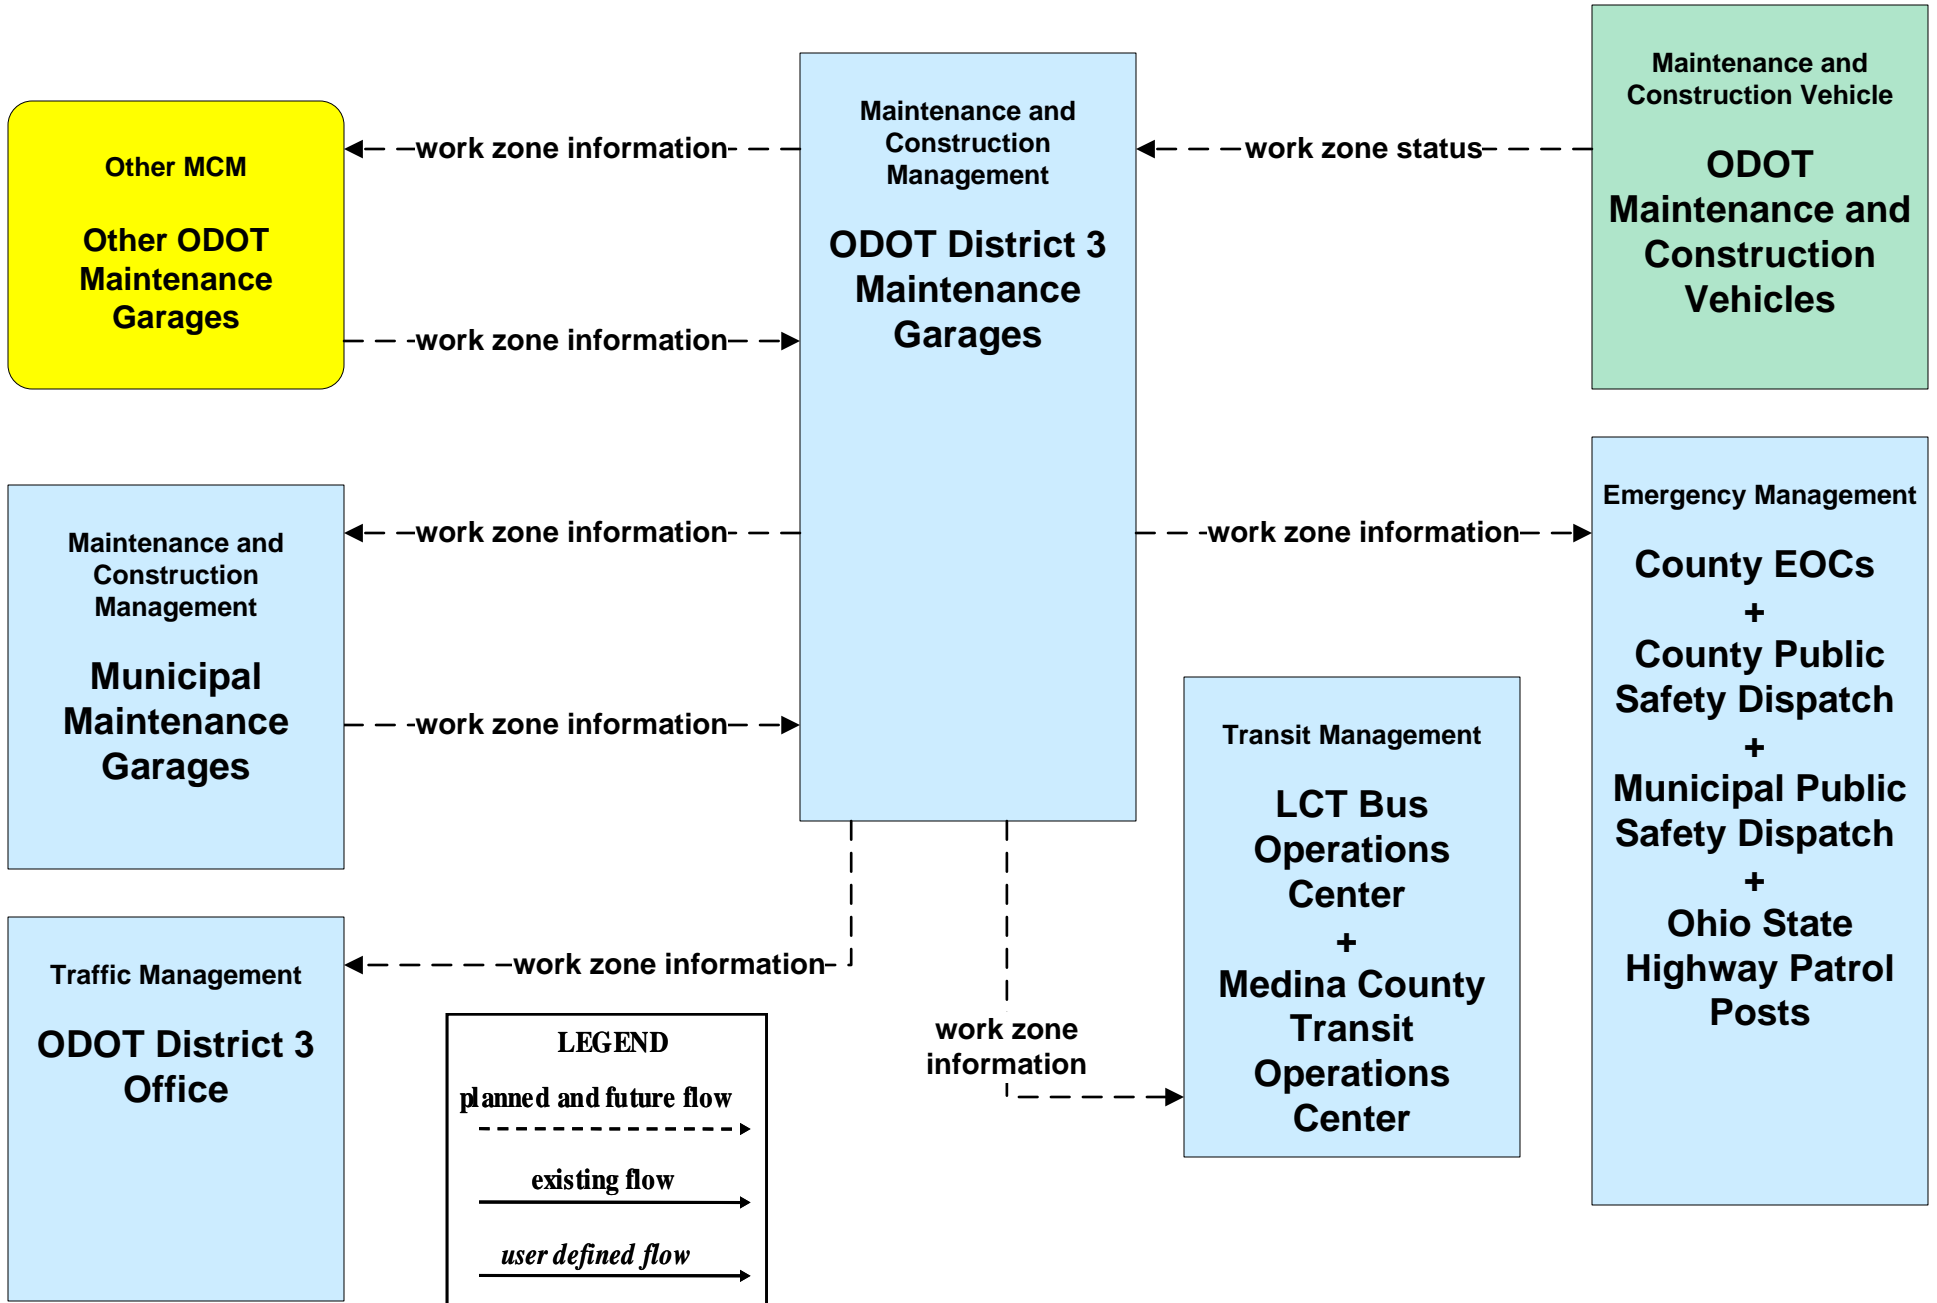 Other MCM
Other ODOT
Maintenance
Garages
work zone information
work zone information
Maintenance and
Construction
Management
ODOT District 3
Maintenance
Garages
work zone status
Maintenance and
Construction Vehicle
ODOT
Maintenance and
Construction
Vehicles
Maintenance and
Construction
Management
Municipal
Maintenance
Garages
work zone information
work zone information
work zone information
Emergency Management
County EOCs
+
County Public
Safety Dispatch
+
Municipal Public
Safety Dispatch
+
Ohio State
Highway Patrol
Posts
Transit Management
LCT Bus
Operations
Center
+
Medina County
Transit
Operations
Center
Traffic Management
ODOT District 3
Office
work zone information
work zone
information
LEGEND
planned and future flow
existing flow
user defined flow